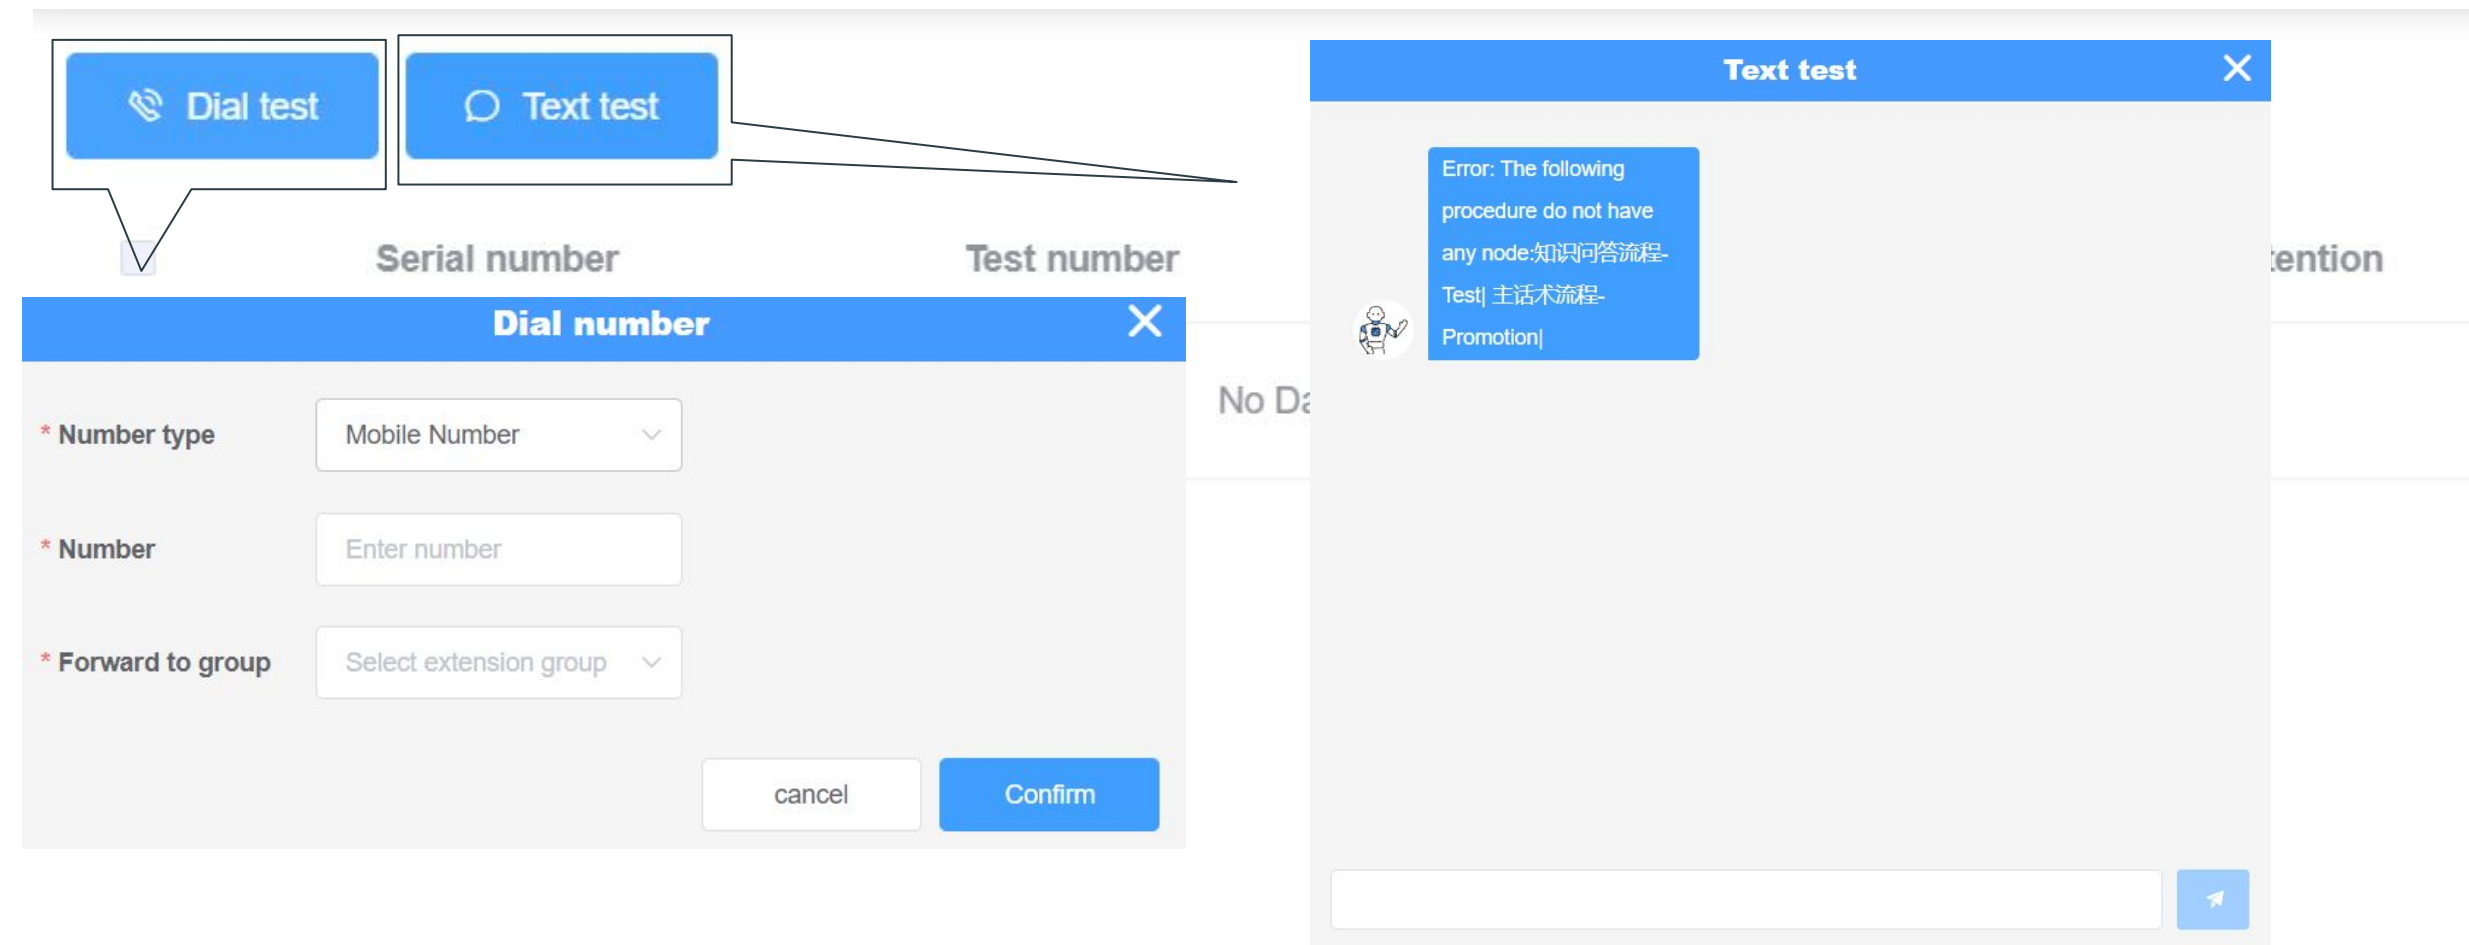 Dial test
Text test
Serial number
Test number
tention
No Da
Dial number
* Number type
Mobile Number
* Number
Enter number
* Forward to group
Select extension group
cancel
Confirm
Text test
Error: The following
procedure do not have
any node:知识问答流程-
Test| 主话术流程-
Promotion|